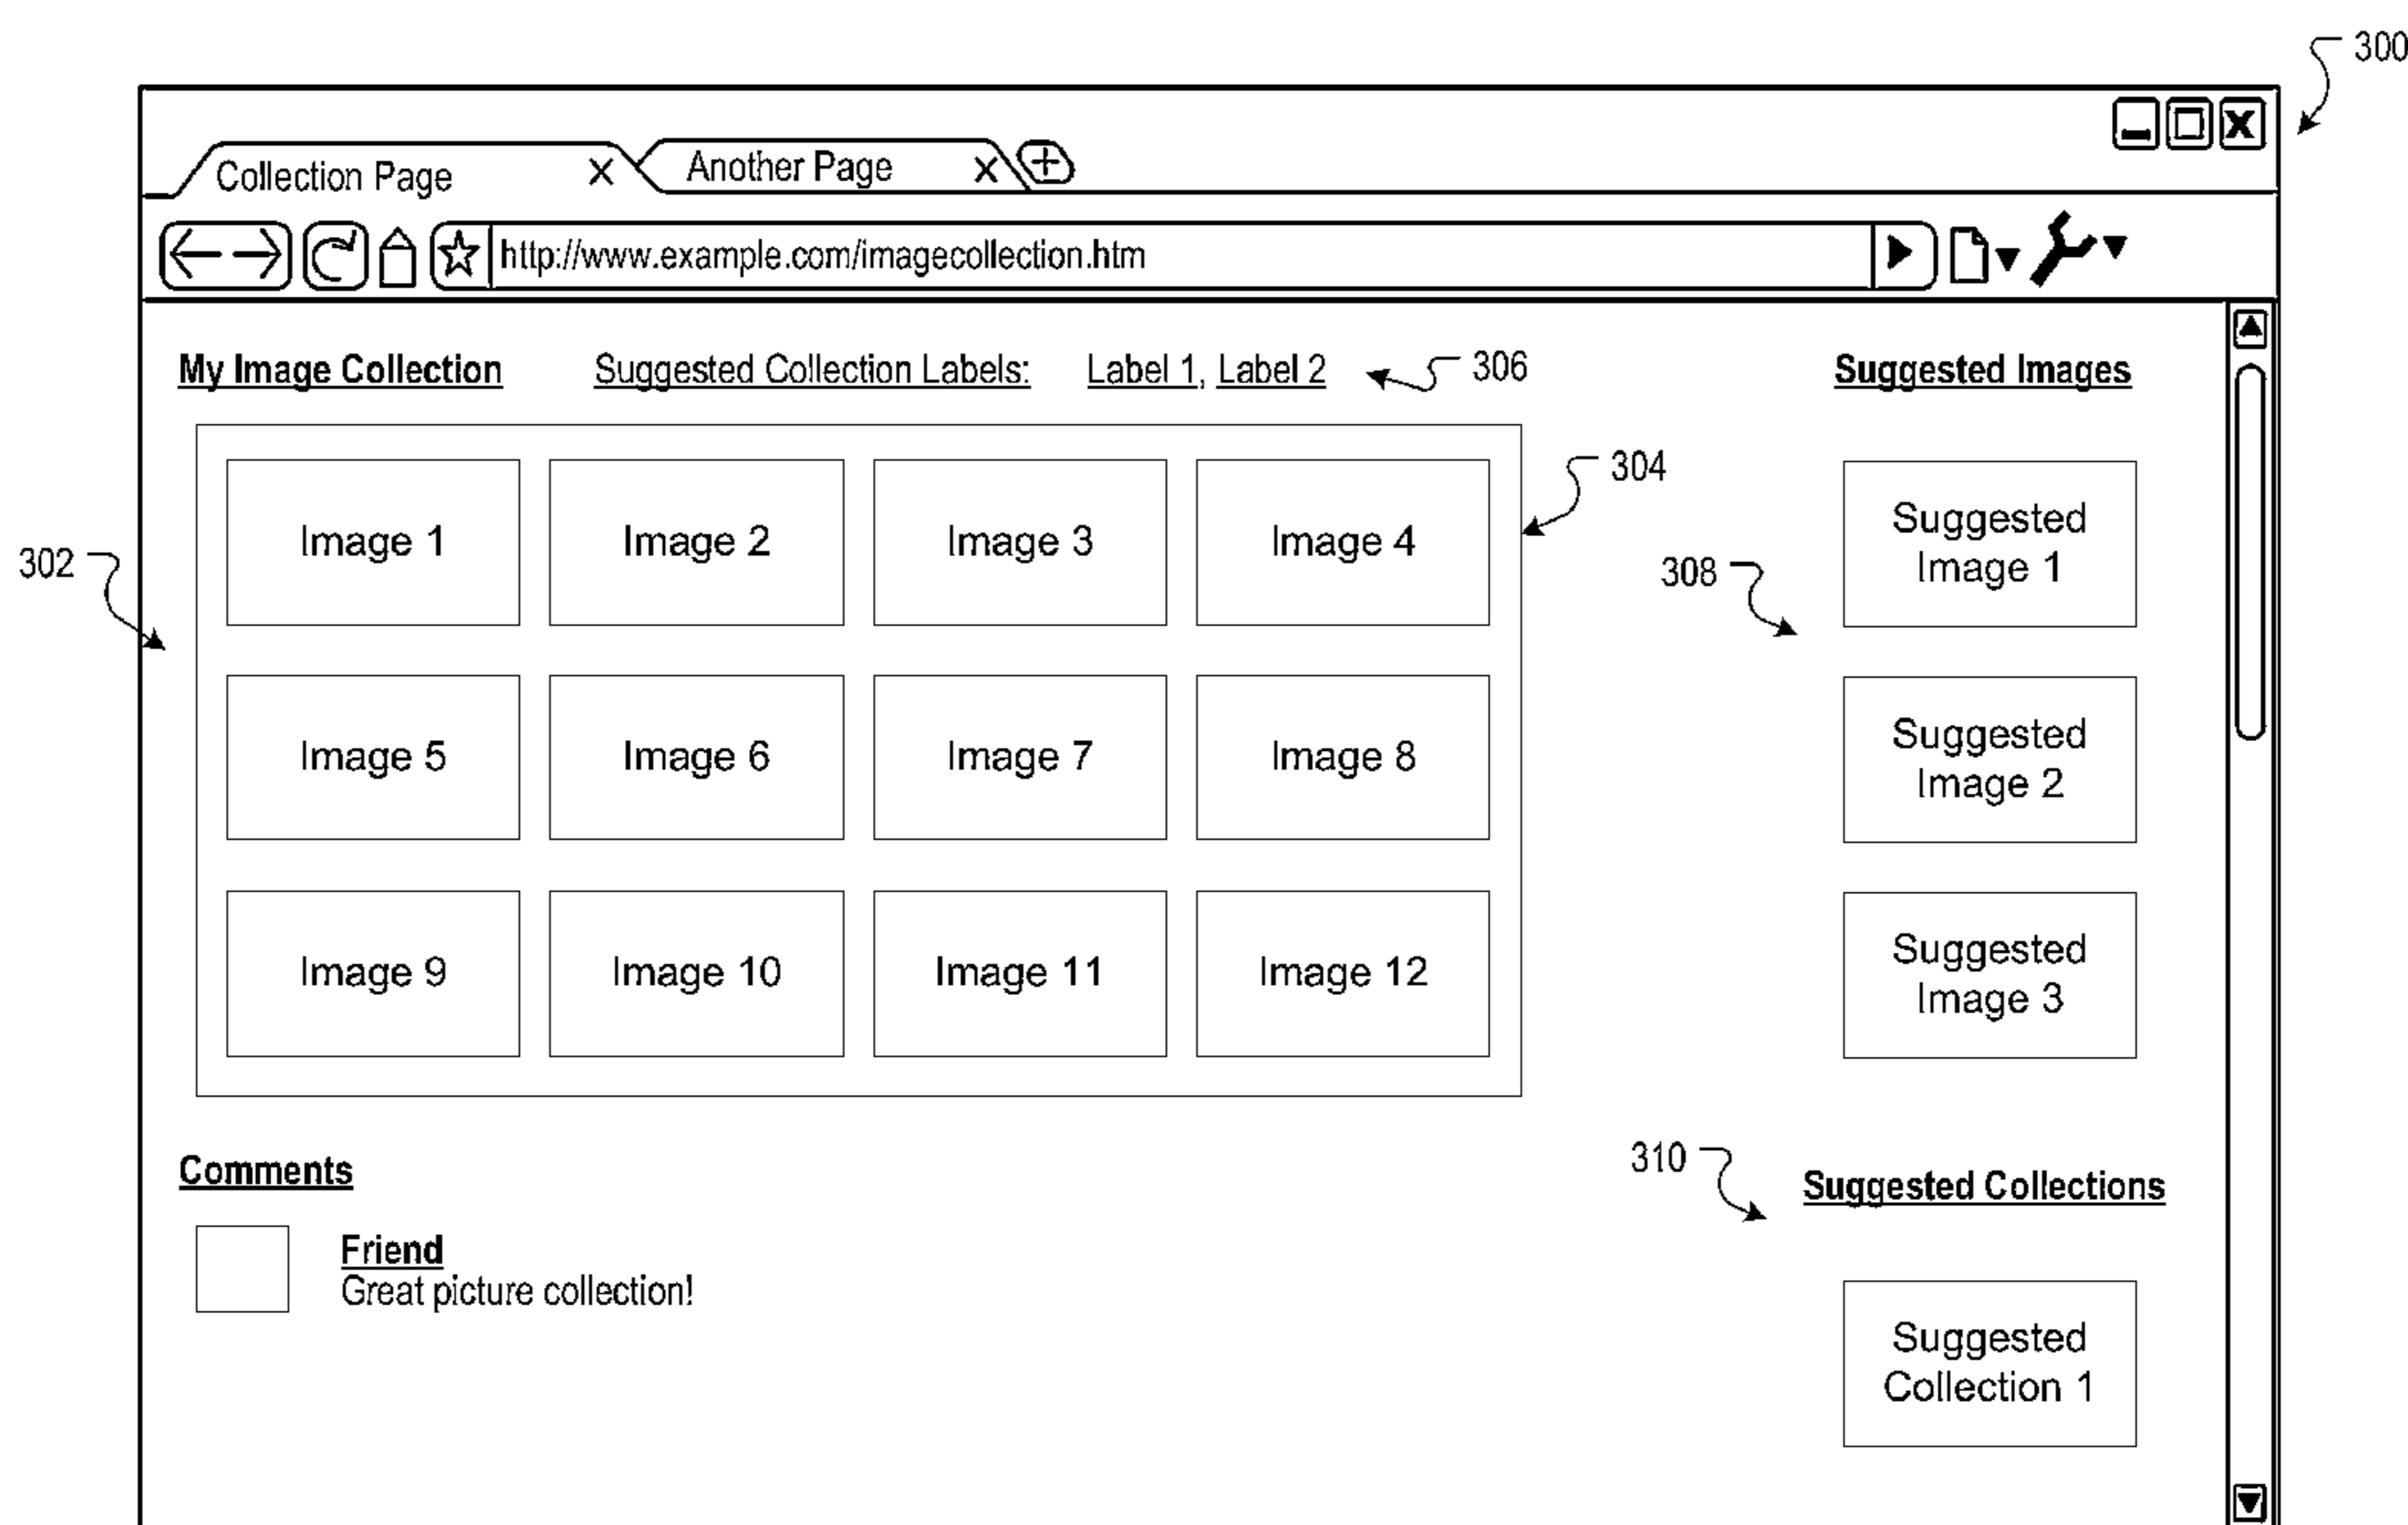 300
Collection Page X Another Page X
http://www.example.com/imagecollection.htm
My Image Collection Suggested Collection Labels: Label 1, Label 2 306 Suggested Images
304
302
308
Image 1 Image 2 Image 3 Image 4
Suggested
Image 1
Image 5 Image 6 Image 7 Image 8
Suggested
Image 2
Image 9 Image 10 Image 11 Image 12
Suggested
Image 3
Comments
Friend
Great picture collection!
310
Suggested Collections
Suggested
Collection 1